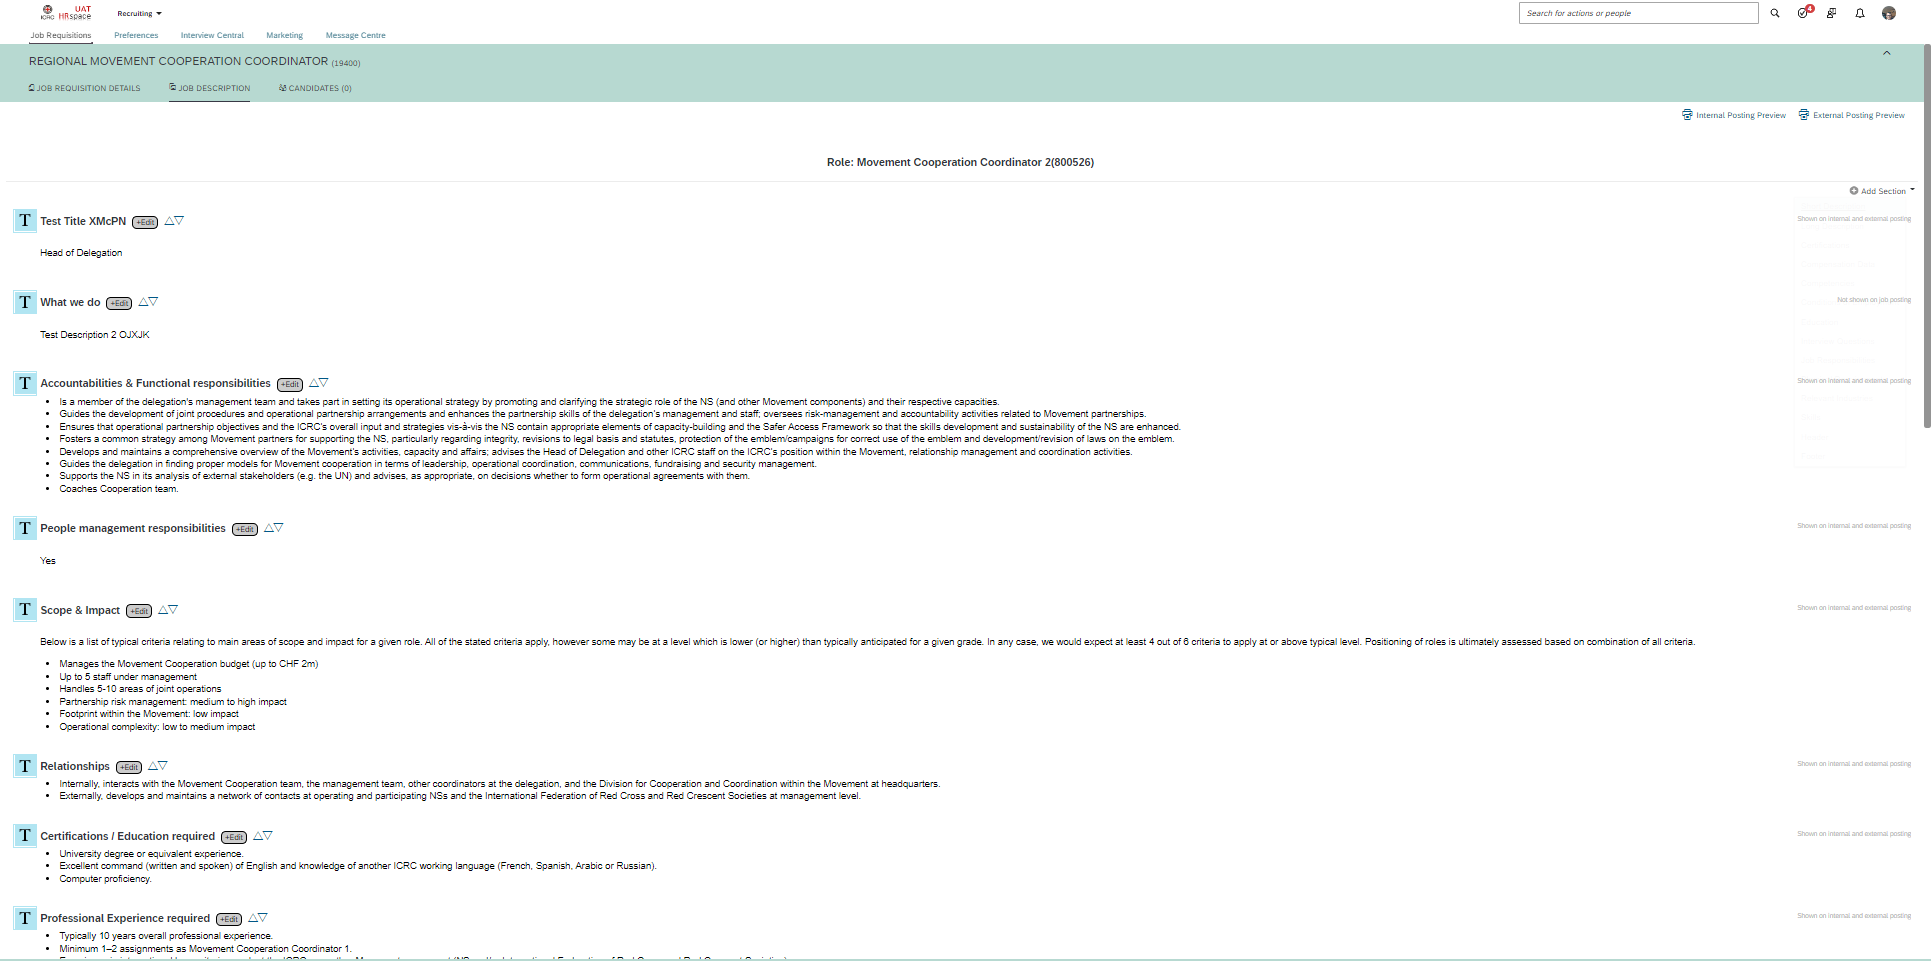 UAT
ICRC HRspace
Recruiting
Search for actions or people
4
Job Requisitions Preferences Interview Central Marketing Message Centre
REGIONAL MOVEMENT COOPERATION COORDINATOR (19400)
JOB REQUISITION DETAILS JOB DESCRIPTION CANDIDATES (0)
Internal Posting Preview External Posting Preview
Role: Movement Cooperation Coordinator 2(800526)
Add Section
T Test Title XMcPN +Edit
Shown on internal and external posting
Head of Delegation
T What we do +Edit
Not shown on job posting
Test Description 2 OJXJK
T Accountabilities & Functional responsibilities +Edit
Shown on internal and external posting
• Is a member of the delegation's management team and takes part in setting its operational strategy by promoting and clarifying the strategic role of the NS (and other Movement components) and their respective capacities.
• Guides the development of joint procedures and operational partnership arrangements and enhances the partnership skills of the delegation's management and staff; oversees risk-management and accountability activities related to Movement partnerships.
• Ensures that operational partnership objectives and the ICRC's overall input and strategies vis-à-vis the NS contain appropriate elements of capacity-building and the Safer Access Framework so that the skills development and sustainability of the NS are enhanced.
• Fosters a common strategy among Movement partners for supporting the NS, particularly regarding integrity, revisions to legal basis and statutes, protection of the emblem/campaigns for correct use of the emblem and development/revision of laws on the emblem.
• Develops and maintains a comprehensive overview of the Movement's activities, capacity and affairs; advises the Head of Delegation and other ICRC staff on the ICRC's position within the Movement, relationship management and coordination activities.
• Guides the delegation in finding proper models for Movement cooperation in terms of leadership, operational coordination, communications, fundraising and security management.
• Supports the NS in its analysis of external stakeholders (e.g. the UN) and advises, as appropriate, on decisions whether to form operational agreements with them.
• Coaches Cooperation team.
T People management responsibilities +Edit
Shown on internal and external posting
Yes
T Scope & Impact +Edit
Shown on internal and external posting
Below is a list of typical criteria relating to main areas of scope and impact for a given role. All of the stated criteria apply, however some may be at a level which is lower (or higher) than typically anticipated for a given grade. In any case, we would expect at least 4 out of 6 criteria to apply at or above typical level. Positioning of roles is ultimately assessed based on combination of all criteria.
• Manages the Movement Cooperation budget (up to CHF 2m)
• Up to 5 staff under management
• Handles 5-10 areas of joint operations
• Partnership risk management: medium to high impact
• Footprint within the Movement: low impact
• Operational complexity: low to medium impact
T Relationships +Edit
Shown on internal and external posting
• Internally, interacts with the Movement Cooperation team, the management team, other coordinators at the delegation, and the Division for Cooperation and Coordination within the Movement at headquarters.
• Externally, develops and maintains a network of contacts at operating and participating NSs and the International Federation of Red Cross and Red Crescent Societies at management level.
T Certifications / Education required +Edit
Shown on internal and external posting
• University degree or equivalent experience.
• Excellent command (written and spoken) of English and knowledge of another ICRC working language (French, Spanish, Arabic or Russian).
• Computer proficiency.
T Professional Experience required +Edit
Shown on internal and external posting
• Typically 10 years overall professional experience.
• Minimum 1–2 assignments as Movement Cooperation Coordinator 1.